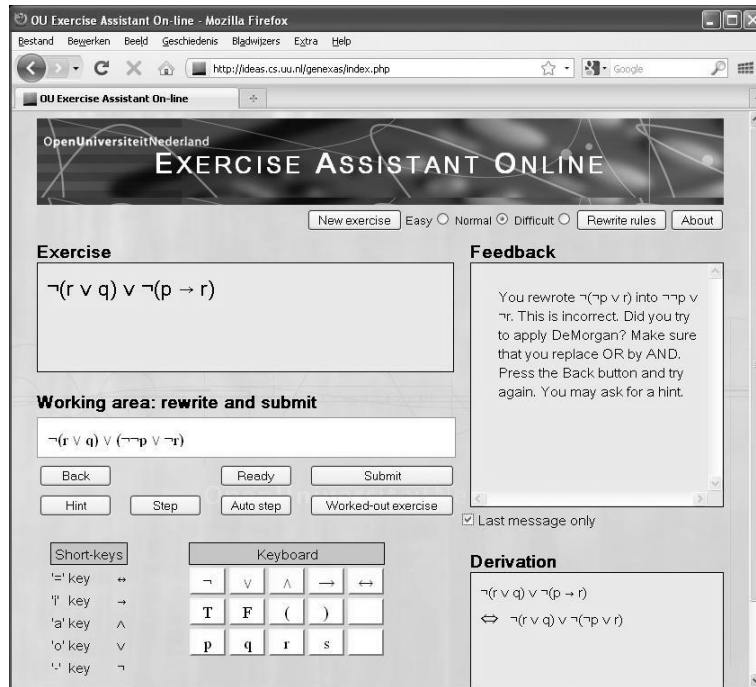 OU Exercise Assistant On-line - Mozilla Firefox
Bestand Bewerken Beeld Geschiedenis Bladwijzers Extra Help
http://ideas.cs.uu.nl/genexas/index.php
Google
OU Exercise Assistant On-line
OpenUniversiteitNederland
EXERCISE ASSISTANT ONLINE
New exercise Easy Normal Difficult Rewrite rules About
Exercise
¬(r ∨ q) ∨ ¬(p → r)
Working area: rewrite and submit
¬(r ∨ q) ∨ (¬¬p ∨ ¬r)
Back Ready Submit
Hint Step Auto step Worked-out exercise
Short-keys
'=' key ↔
'i' key →
'a' key ∧
'o' key ∨
'-' key ¬
Keyboard
¬ ∨ ∧ → ↔
T F ( )
p q r s
Feedback
You rewrote ¬(¬p ∨ r) into ¬¬p ∨
¬r. This is incorrect. Did you try
to apply DeMorgan? Make sure
that you replace OR by AND.
Press the Back button and try
again. You may ask for a hint.
Last message only
Derivation
¬(r ∨ q) ∨ ¬(p → r)
⇔ ¬(r ∨ q) ∨ ¬(¬p ∨ r)